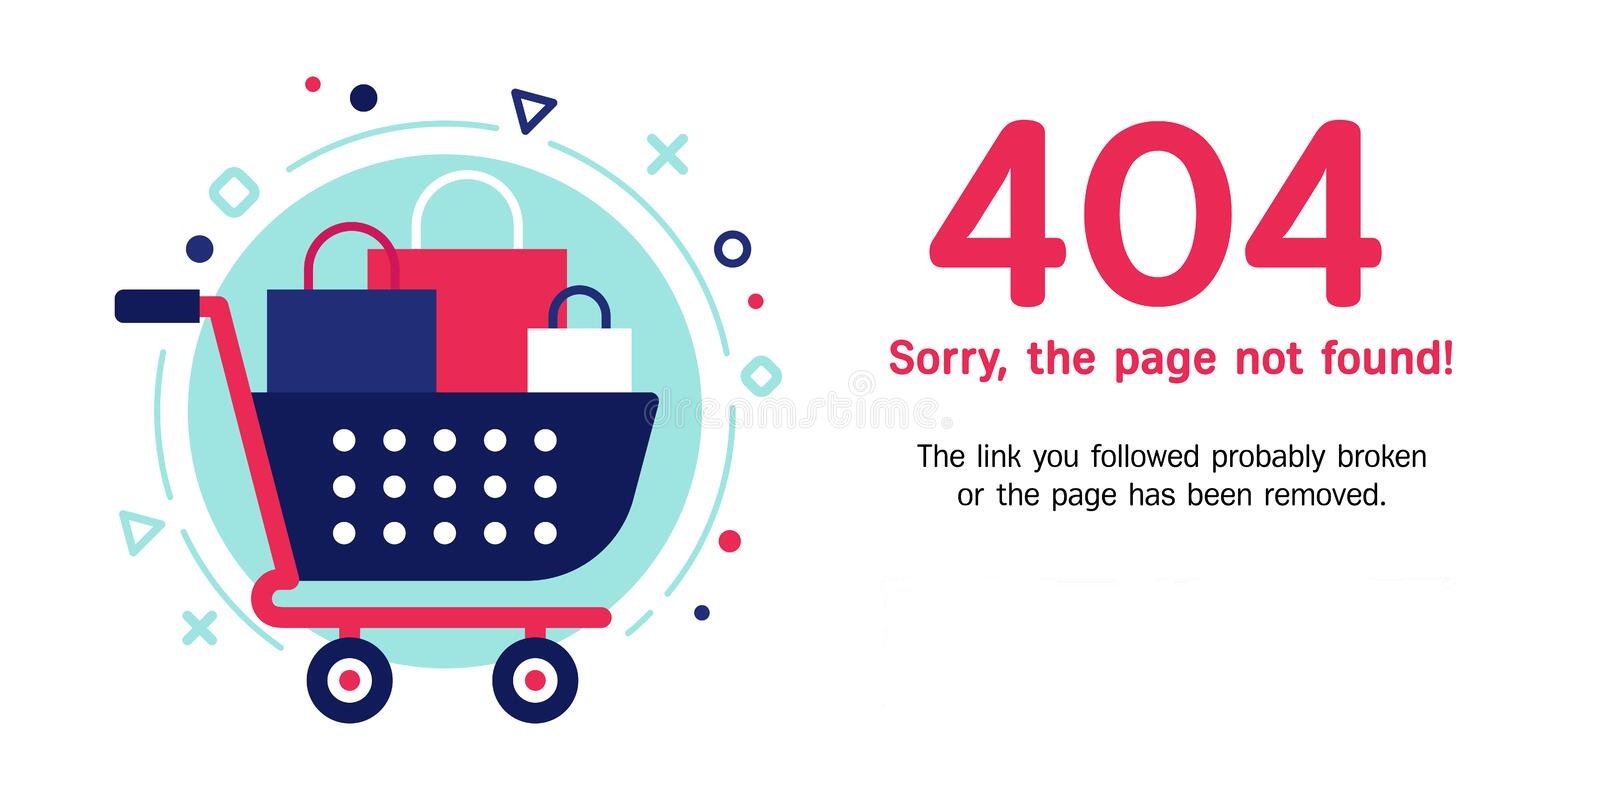 404
Sorry, the page not found!
dreamstime.
The link you followed probably broken
or the page has been removed.